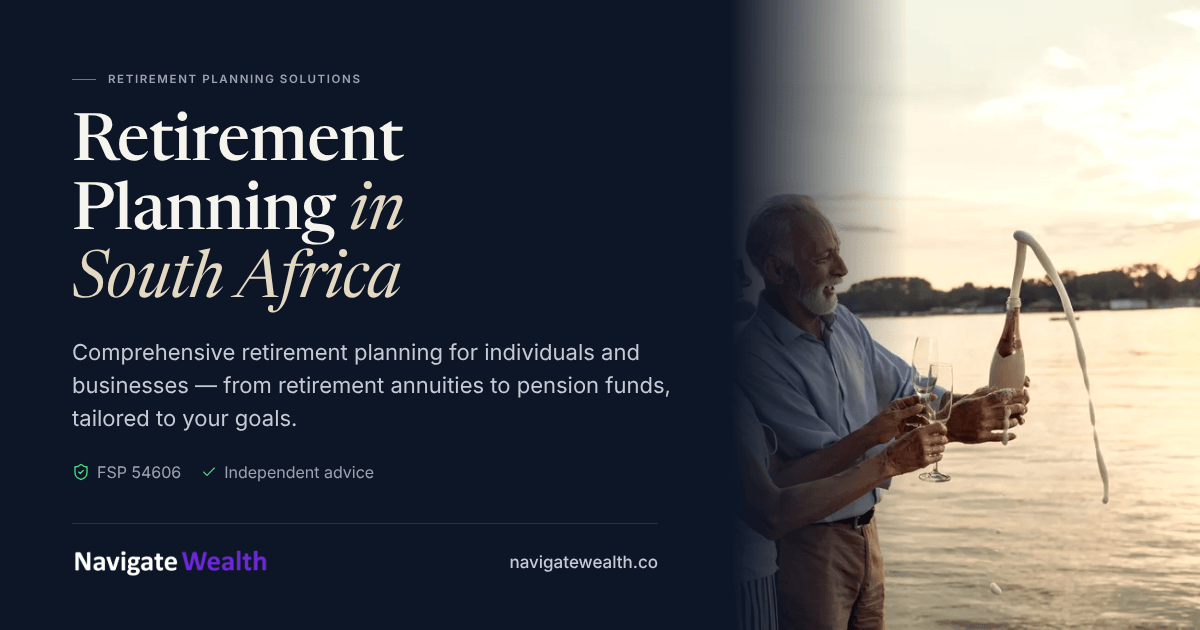 RETIREMENT PLANNING SOLUTIONS
Retirement
Planning in
South Africa
Comprehensive retirement planning for individuals and
businesses — from retirement annuities to pension funds,
tailored to your goals.
FSP 54606 Independent advice
Navigate Wealth navigatewealth.co